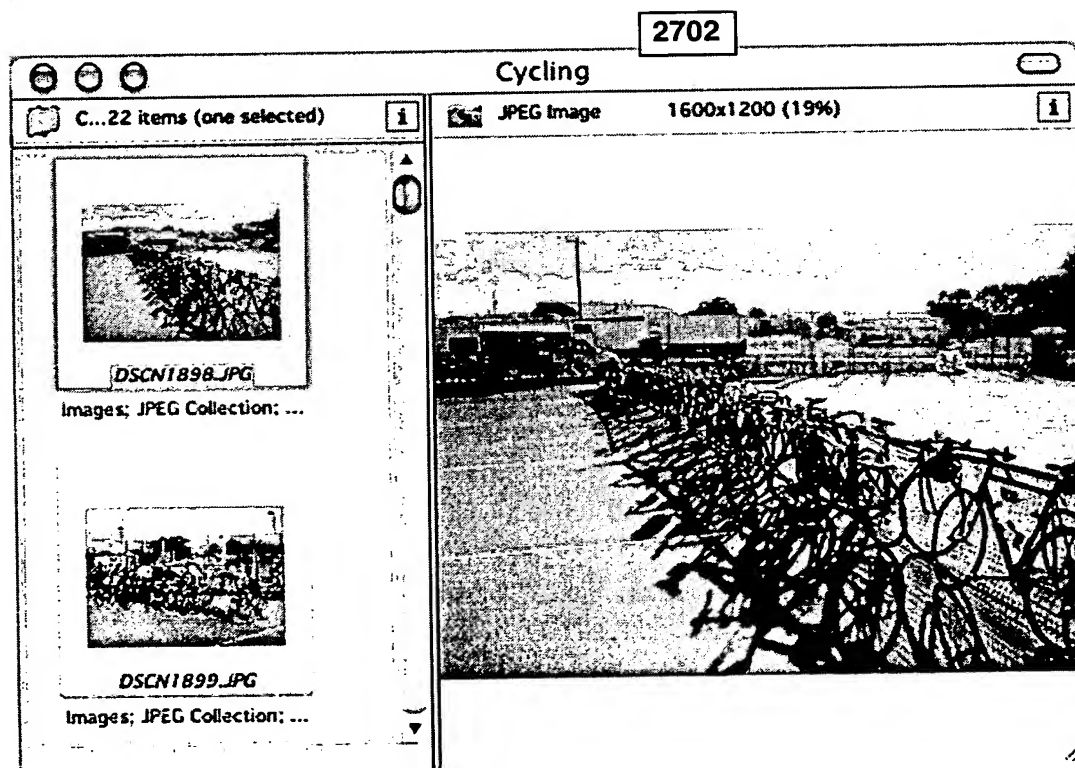 2702
Cycling
C...22 items (one selected)
i
JPEG Image 1600x1200 (19%)
i
DSCN1898.JPG
Images; JPEG Collection; ...
DSCN1899.JPG
Images; JPEG Collection; ...